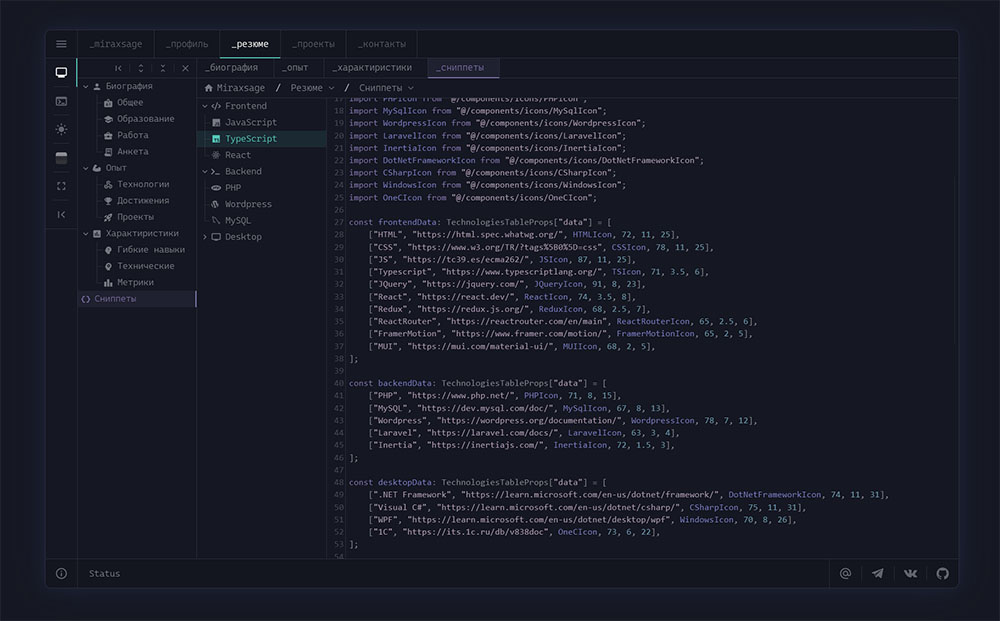 _miraxsage _профиль _резюме _проекты _контакты
_биография _опыт _характиристики _сниппеты
Miraxsage / Резюме / Сниппеты
Биография
Общее
Образование
Работа
Анкета
Опыт
Технологии
Достижения
Проекты
Характиристики
Гибкие навыки
Технические
Метрики
Сниппеты
Frontend
JavaScript
TypeScript
React
Backend
PHP
Wordpress
MySQL
Desktop
17 import PHPIcon from "@/components/icons/PHPIcon";
18 import MySqlIcon from "@/components/icons/MySqlIcon";
19 import WordpressIcon from "@/components/icons/WordpressIcon";
20 import LaravelIcon from "@/components/icons/LaravelIcon";
21 import InertiaIcon from "@/components/icons/InertiaIcon";
22 import DotNetFrameworkIcon from "@/components/icons/DotNetFrameworkIcon";
23 import CSharpIcon from "@/components/icons/CSharpIcon";
24 import WindowsIcon from "@/components/icons/WindowsIcon";
25 import OneCIcon from "@/components/icons/OneCIcon";
26
27 const frontendData: TechnologiesTableProps["data"] = [
28 ["HTML", "https://html.spec.whatwg.org/", HTMLIcon, 72, 11, 25],
29 ["CSS", "https://www.w3.org/TR/?tags%5B0%5D=css", CSSIcon, 78, 11, 25],
30 ["JS", "https://tc39.es/ecma262/", JSIcon, 87, 11, 25],
31 ["Typescript", "https://www.typescriptlang.org/", TSIcon, 71, 3.5, 6],
32 ["JQuery", "https://jquery.com/", JQueryIcon, 91, 8, 23],
33 ["React", "https://react.dev/", ReactIcon, 74, 3.5, 8],
34 ["Redux", "https://redux.js.org/", ReduxIcon, 68, 2.5, 7],
35 ["ReactRouter", "https://reactrouter.com/en/main", ReactRouterIcon, 65, 2.5, 6],
36 ["FramerMotion", "https://www.framer.com/motion/", FramerMotionIcon, 65, 2, 5],
37 ["MUI", "https://mui.com/material-ui/", MUIIcon, 68, 2, 5],
38 ];
39
40 const backendData: TechnologiesTableProps["data"] = [
41 ["PHP", "https://www.php.net/", PHPIcon, 71, 8, 15],
42 ["MySQL", "https://dev.mysql.com/doc/", MySqlIcon, 67, 8, 13],
43 ["Wordpress", "https://wordpress.org/documentation/", WordpressIcon, 78, 7, 12],
44 ["Laravel", "https://laravel.com/docs/", LaravelIcon, 63, 3, 4],
45 ["Inertia", "https://inertiajs.com/", InertiaIcon, 72, 1.5, 3],
46 ];
47
48 const desktopData: TechnologiesTableProps["data"] = [
49 [".NET Framework", "https://learn.microsoft.com/en-us/dotnet/framework/", DotNetFrameworkIcon, 74, 11, 31],
50 ["Visual C#", "https://learn.microsoft.com/en-us/dotnet/csharp/", CSharpIcon, 75, 11, 31],
51 ["WPF", "https://learn.microsoft.com/en-us/dotnet/desktop/wpf", WindowsIcon, 70, 8, 26],
52 ["1C", "https://its.1c.ru/db/v838doc", OneCIcon, 73, 6, 22],
53 ];
54
Status